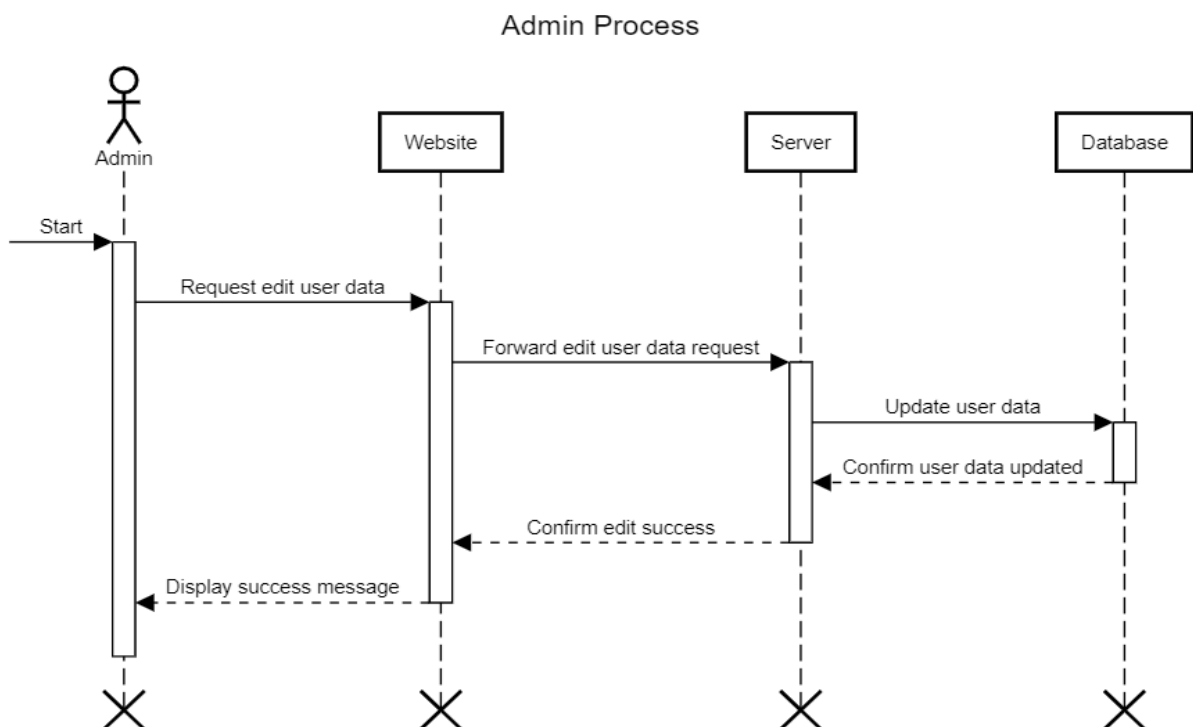 Admin Process
Admin
Website
Server
Database
Start
Request edit user data
Forward edit user data request
Update user data
Confirm user data updated
Confirm edit success
Display success message